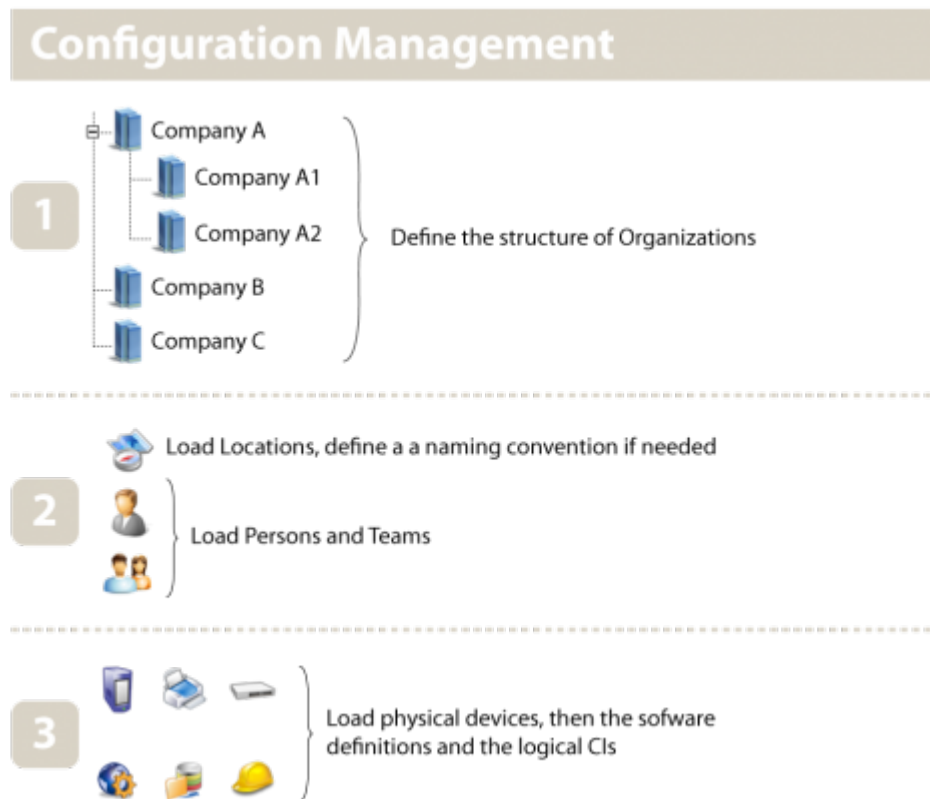 Configuration Management
1
Company A
Company A1
Company A2
Company B
Company C
Define the structure of Organizations
2
Load Locations, define a a naming convention if needed
Load Persons and Teams
3
Load physical devices, then the sofware
definitions and the logical CIs